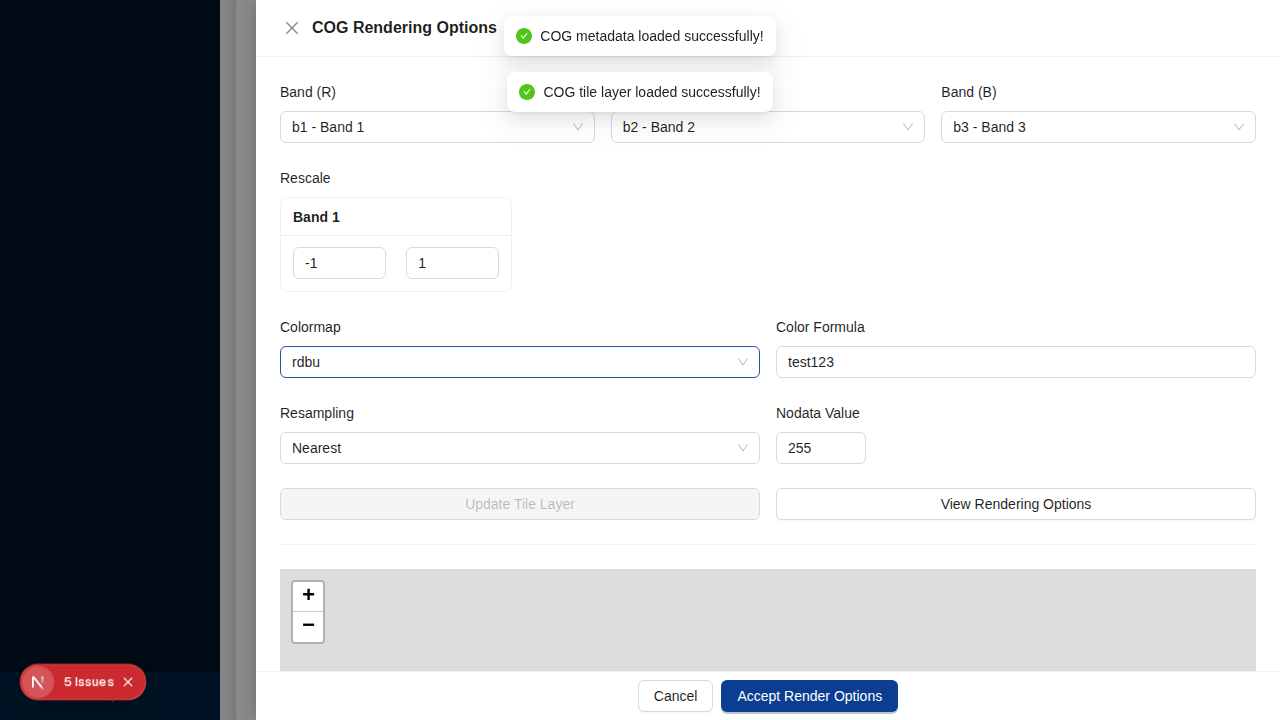 COG Rendering Options
COG metadata loaded successfully!
COG tile layer loaded successfully!
Band (R)
Band (B)
b1 - Band 1
b2 - Band 2
b3 - Band 3
Rescale
Band 1
-1
1
Colormap
Color Formula
rdbu
test123
Resampling
Nodata Value
Nearest
255
Update Tile Layer
View Rendering Options
+
−
N
5 Issues
Cancel
Accept Render Options